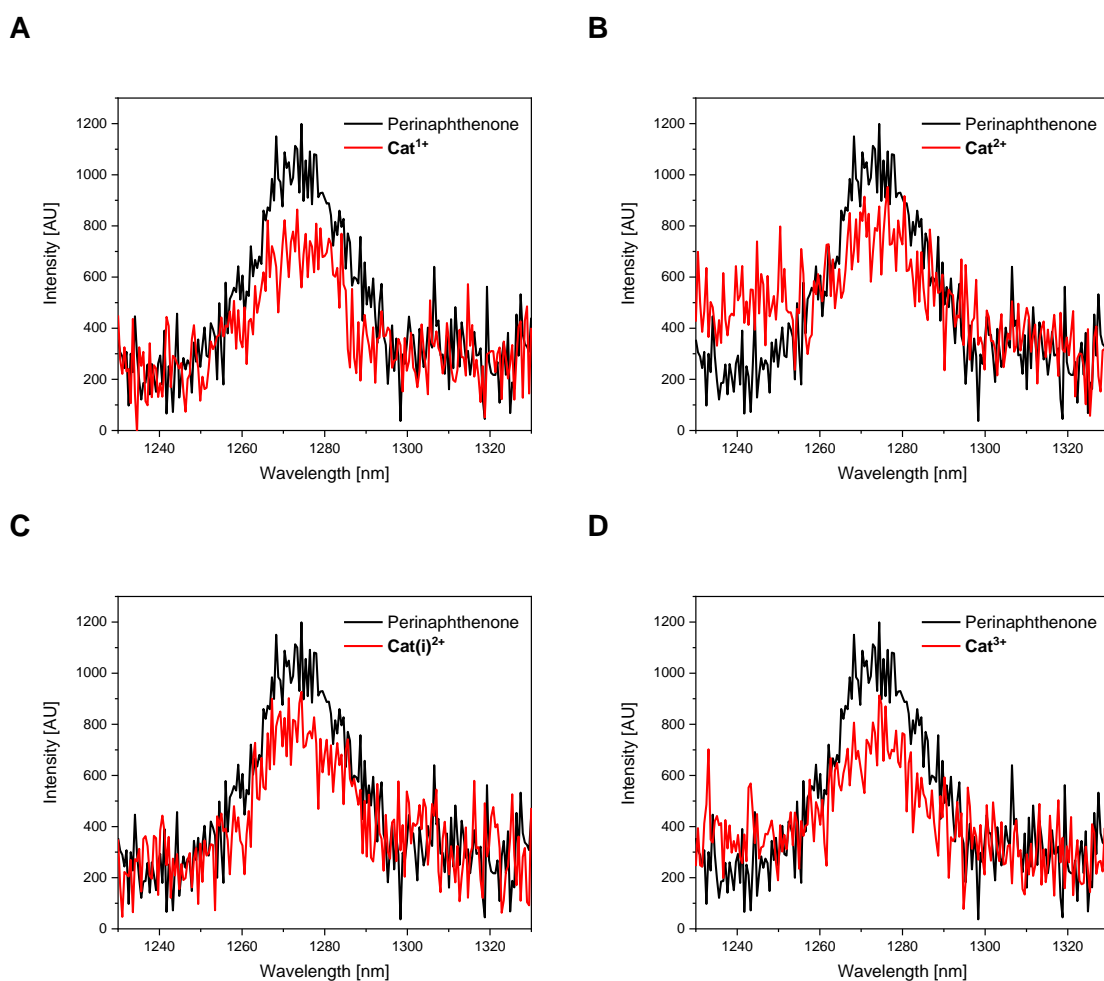 A
B
1200
1000
800
600
400
200
0
1240
1260
1280
1300
1320
Intensity [AU]
Wavelength [nm]
Perinaphthenone
Cat¹⁺
1200
1000
800
600
400
200
0
1240
1260
1280
1300
1320
Intensity [AU]
Wavelength [nm]
Perinaphthenone
Cat²⁺
C
D
1200
1000
800
600
400
200
0
1240
1260
1280
1300
1320
Intensity [AU]
Wavelength [nm]
Perinaphthenone
Cat(i)²⁺
1200
1000
800
600
400
200
0
1240
1260
1280
1300
1320
Intensity [AU]
Wavelength [nm]
Perinaphthenone
Cat³⁺